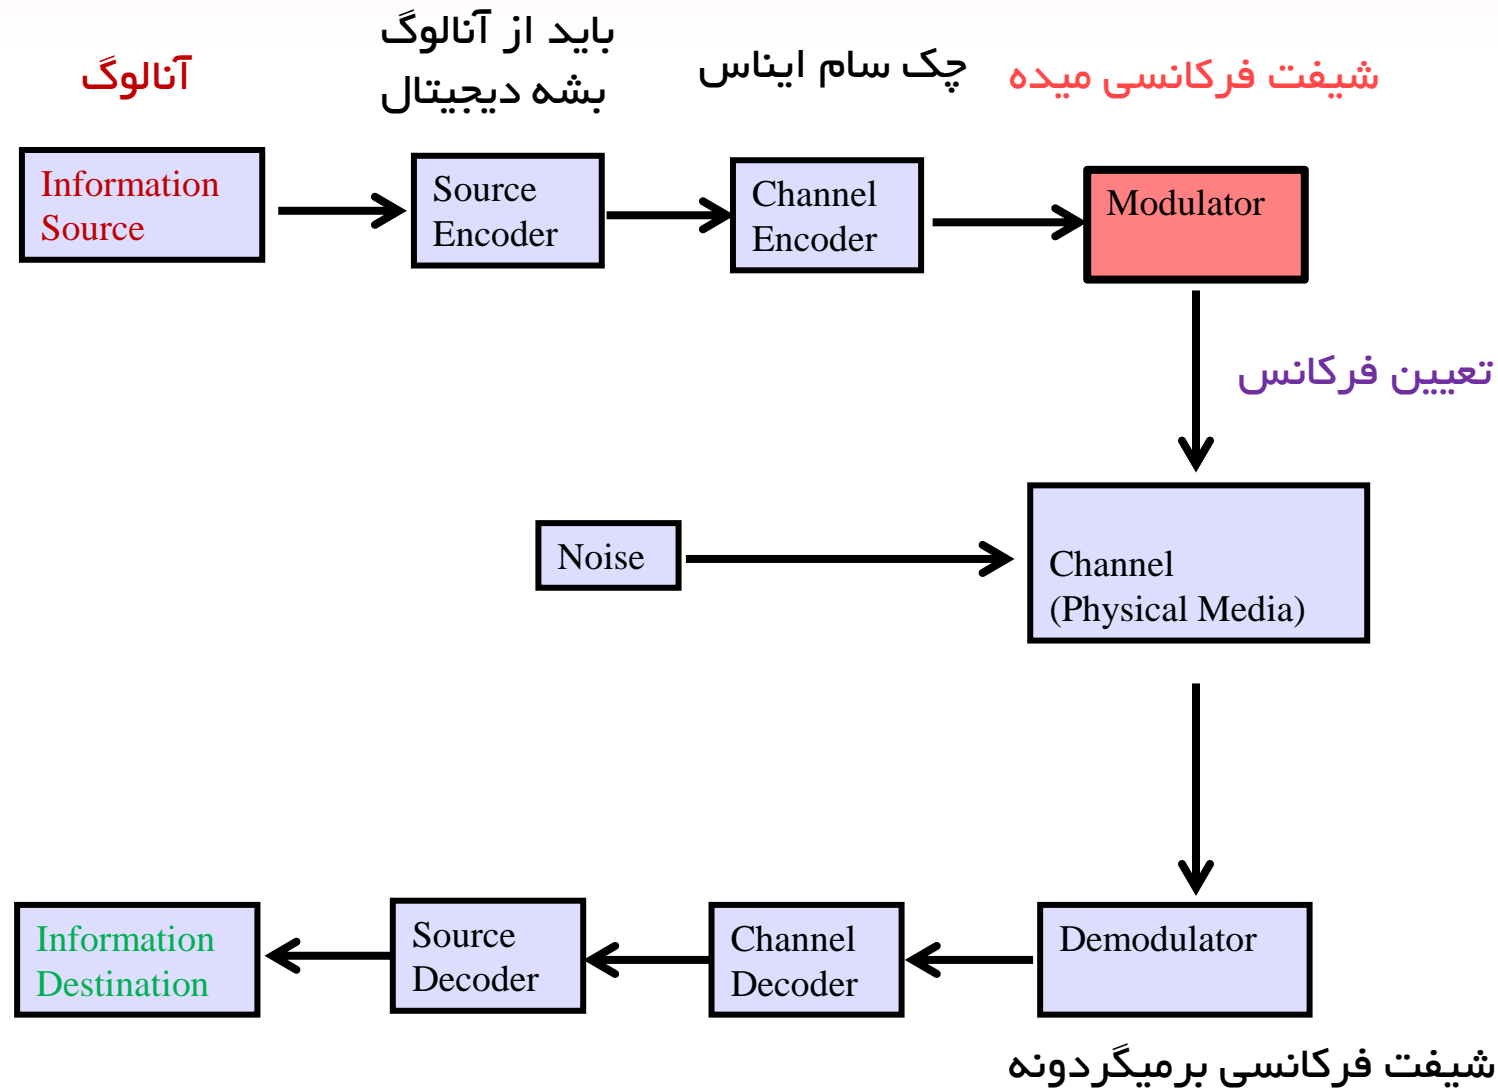 آنالوگ
باید از آنالوگ
بشه دیجیتال
چک سام ایناس
شیفت فرکانسی میده
Information
Source
Source
Encoder
Channel
Encoder
Modulator
تعیین فرکانس
Noise
Channel
(Physical Media)
Information
Destination
Source
Decoder
Channel
Decoder
Demodulator
شیفت فرکانسی برمیگردونه